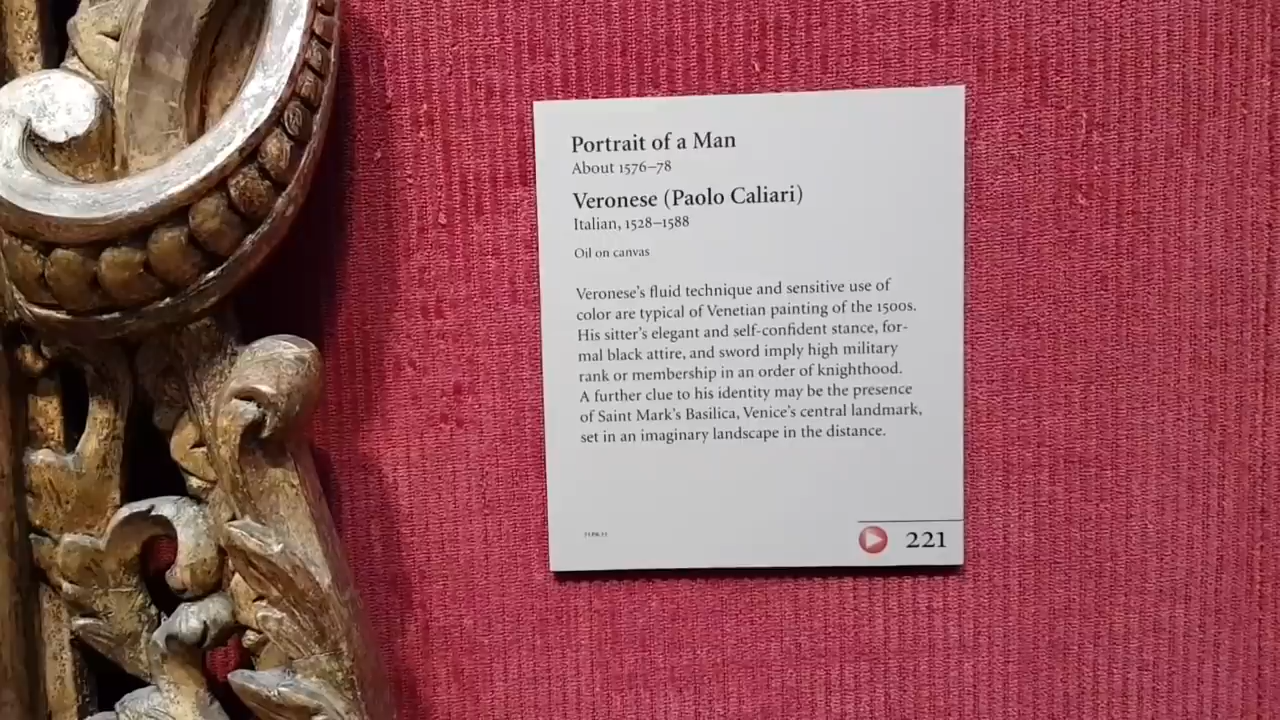 Portrait of a Man
About 1576–78
Veronese (Paolo Caliari)
Italian, 1528–1588
Oil on canvas
Veronese's fluid technique and sensitive use of
color are typical of Venetian painting of the 1500s.
His sitter's elegant and self-confident stance, for-
mal black attire, and sword imply high military
rank or membership in an order of knighthood.
A further clue to his identity may be the presence
of Saint Mark's Basilica, Venice's central landmark,
set in an imaginary landscape in the distance.
221